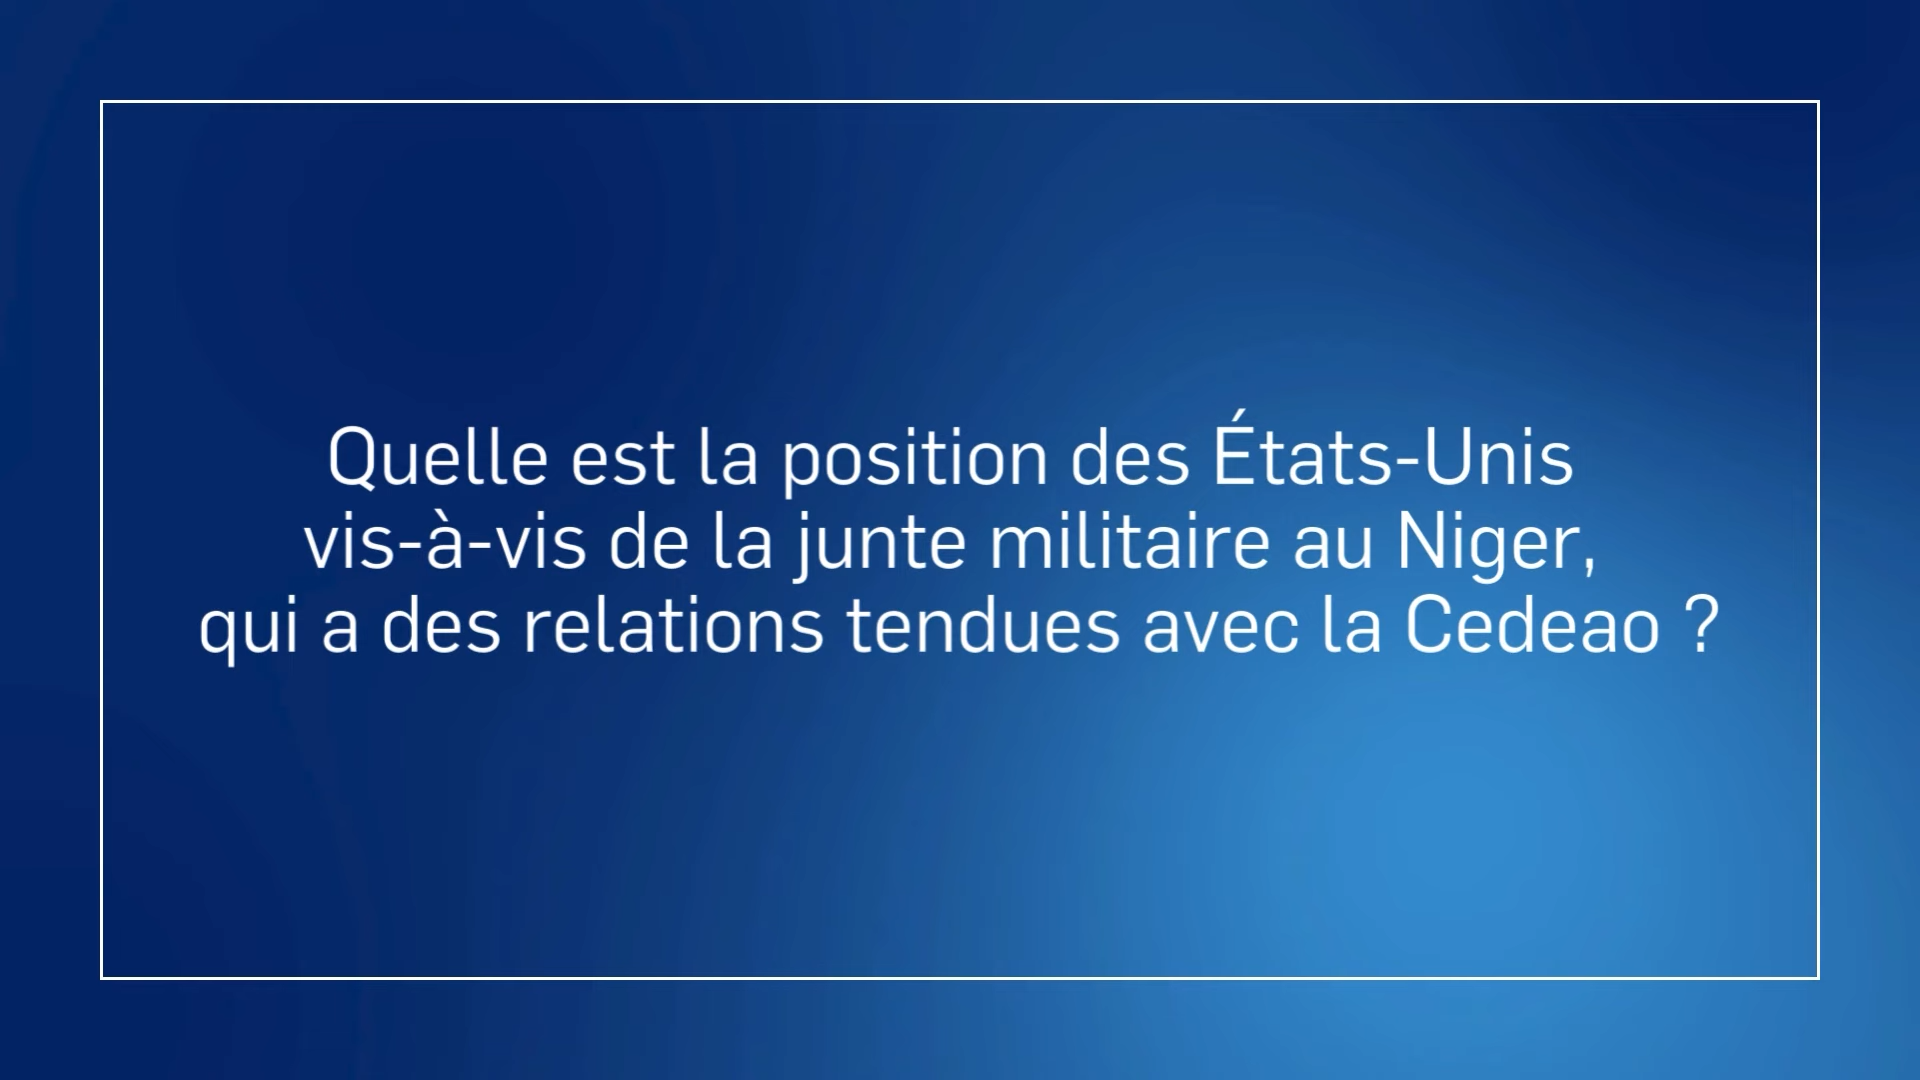 Quelle est la position des États-Unis
vis-à-vis de la junte militaire au Niger,
qui a des relations tendues avec la Cedeao ?